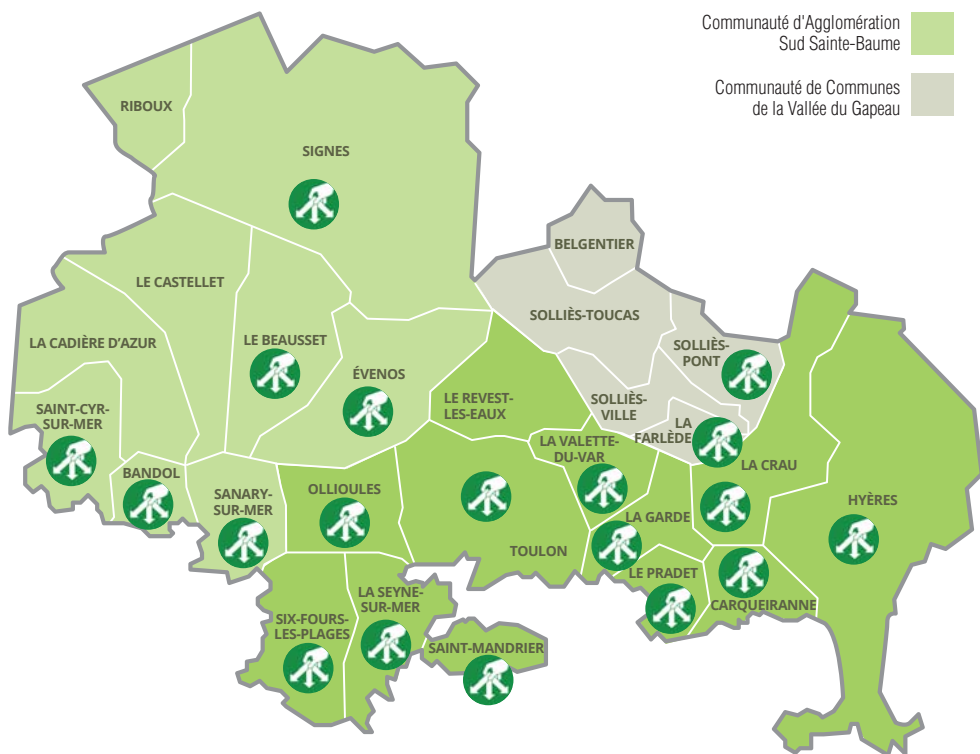 Communauté d'Agglomération
Sud Sainte-Baume
Communauté de Communes
de la Vallée du Gapeau
RIBOUX
SIGNES
BELGENTIER
LE CASTELLET
SOLLIÈS-TOUCAS
LA CADIÈRE D'AZUR
LE BEAUSSET
SOLLIÈS-
PONT
ÉVENOS
LE REVEST-
LES-EAUX
SOLLIÈS-
VILLE
SAINT-CYR-
SUR-MER
LA
FARLÈDE
LA VALETTE-
DU-VAR
LA CRAU
BANDOL
SANARY-
SUR-MER
OLLIOULES
HYÈRES
LA GARDE
TOULON
LE PRADET
CARQUEIRANNE
LA SEYNE-
SUR-MER
SIX-FOURS-
LES-PLAGES
SAINT-MANDRIER